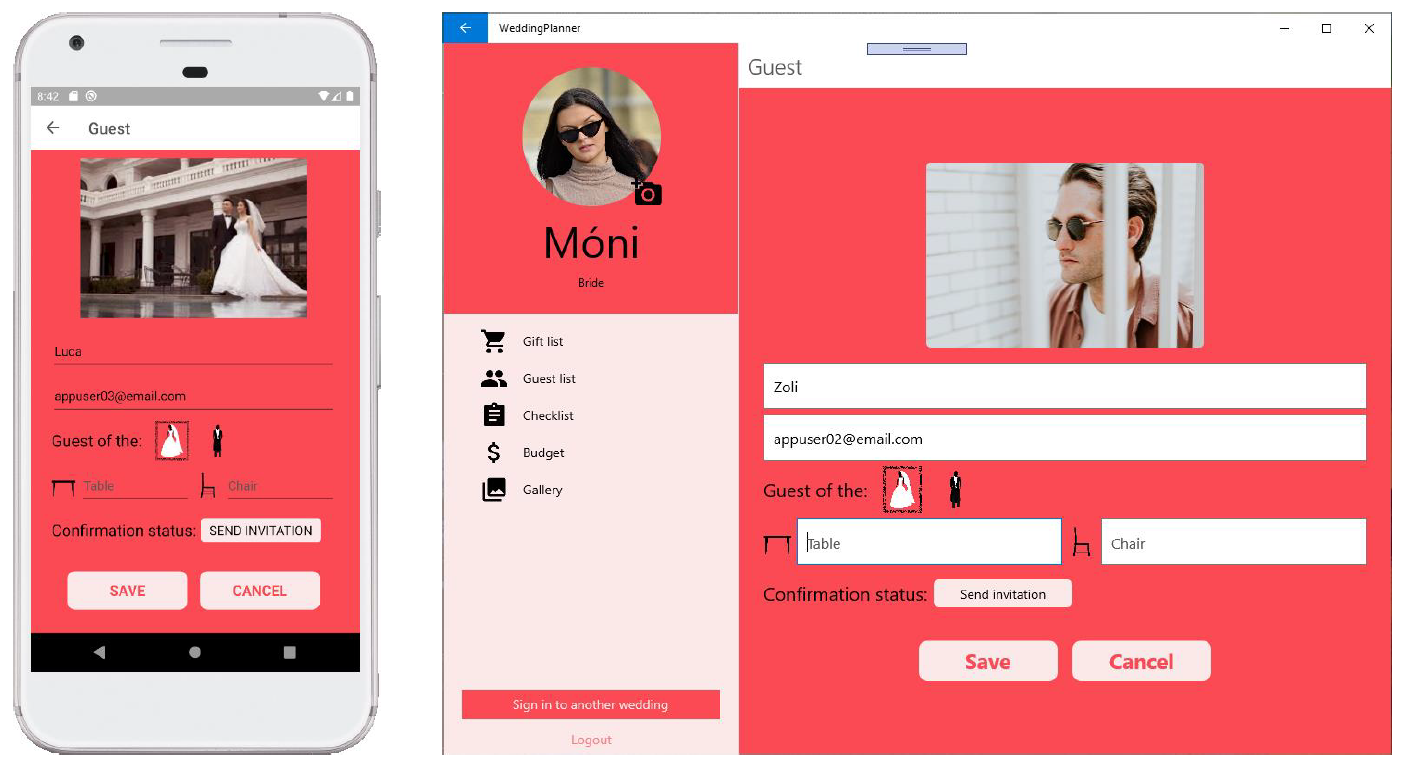 8:42
Guest
Luca
appuser03@email.com
Guest of the:
Table
Chair
Confirmation status: SEND INVITATION
SAVE
CANCEL
WeddingPlanner
Móni
Bride
Gift list
Guest list
Checklist
Budget
Gallery
Sign in to another wedding
Logout
Guest
Zoli
appuser02@email.com
Guest of the:
Table
Chair
Confirmation status: Send invitation
Save
Cancel